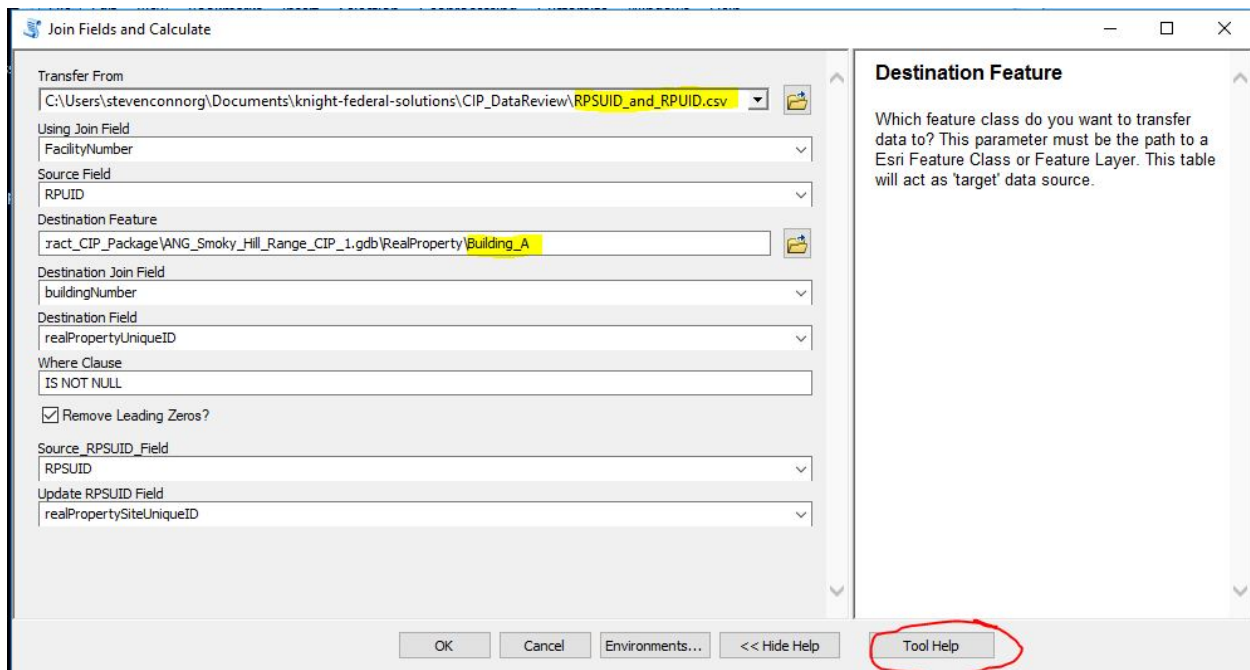 Join Fields and Calculate
Transfer From
C:\Users\stevenconnorg\Documents\knight-federal-solutions\CIP_DataReview\RPSUID_and_RPUID.csv
Using Join Field
FacilityNumber
Source Field
RPUID
Destination Feature
ract_CIP_Package\ANG_Smoky_Hill_Range_CIP_1.gdb\RealProperty\Building_A
Destination Join Field
buildingNumber
Destination Field
realPropertyUniqueID
Where Clause
IS NOT NULL
Remove Leading Zeros?
Source_RPSUID_Field
RPSUID
Update RPSUID Field
realPropertySiteUniqueID
Destination Feature
Which feature class do you want to transfer
data to? This parameter must be the path to a
Esri Feature Class or Feature Layer. This table
will act as 'target' data source.
OK Cancel Environments... << Hide Help Tool Help